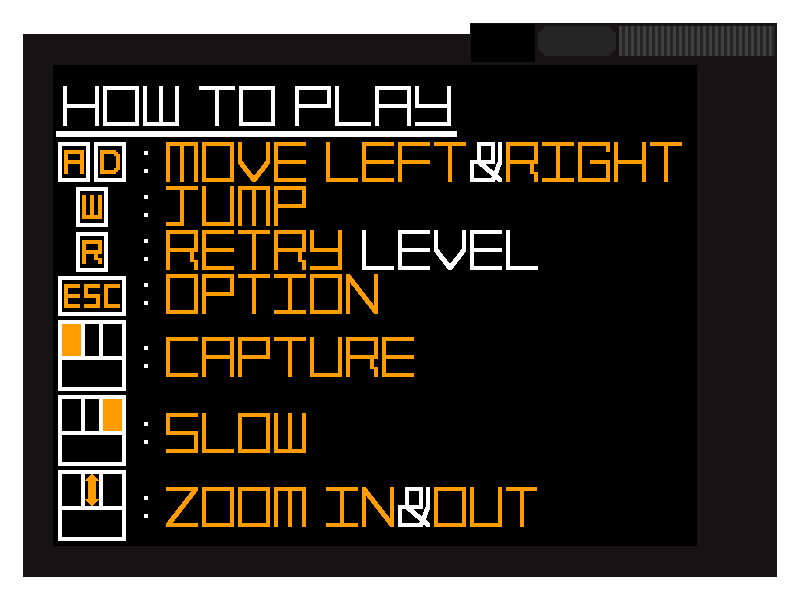 HOW TO PLAY
A D : MOVE LEFT&RIGHT
W : JUMP
R : RETRY LEVEL
ESC : OPTION
: CAPTURE
: SLOW
: ZOOM IN&OUT